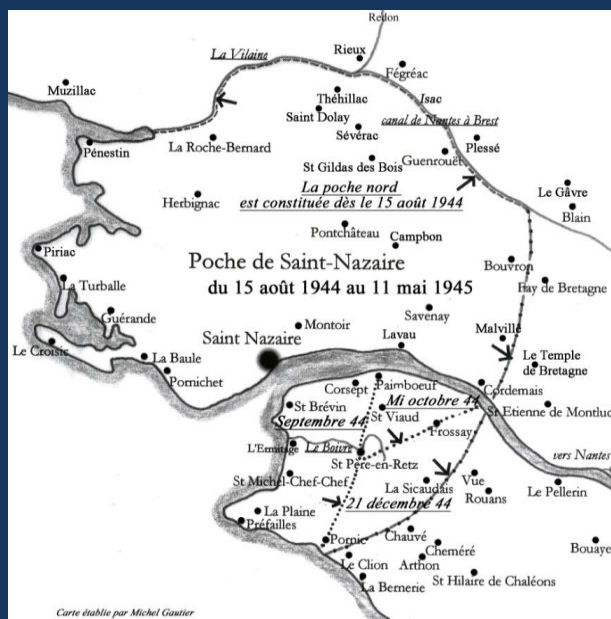 Redon
Rieux
La Vilaine
Fégréac
Muzillac
Théhillac
Isac
Saint Dolay
canal de Nantes à Brest
Sévérac
Plessé
Pénestin
La Roche-Bernard
Guenrouët
St Gildas des Bois
La poche nord
est constituée dès le 15 août 1944
Le Gâvre
Herbignac
Blain
Pontchâteau
Campbon
Piriac
Poche de Saint-Nazaire
Bouvron
du 15 août 1944 au 11 mai 1945
Fay de Bretagne
La Turballe
Guérande
Savenay
Montoir
Malville
Saint Nazaire
Lavau
Le Croisic
La Baule
Le Temple
de Bretagne
Pornichet
Corsept
Paimboeuf
Cordemais
St Brévin
Mi octobre 44
St Viaud
St Etienne de Montluc
Septembre 44
Frossay
L'Ermitage
Le Boivre
vers Nantes
St Père-en-Retz
St Michel-Chef-Chef
La Sicaudais
Vue
Le Pellerin
Rouans
21 décembre 44
La Plaine
Préfailles
Chauvé
Pornic
Cheméré
Bouaye
Le Clion
Arthon
La Bernerie
St Hilaire de Chaléons
Carte établie par Michel Gautier